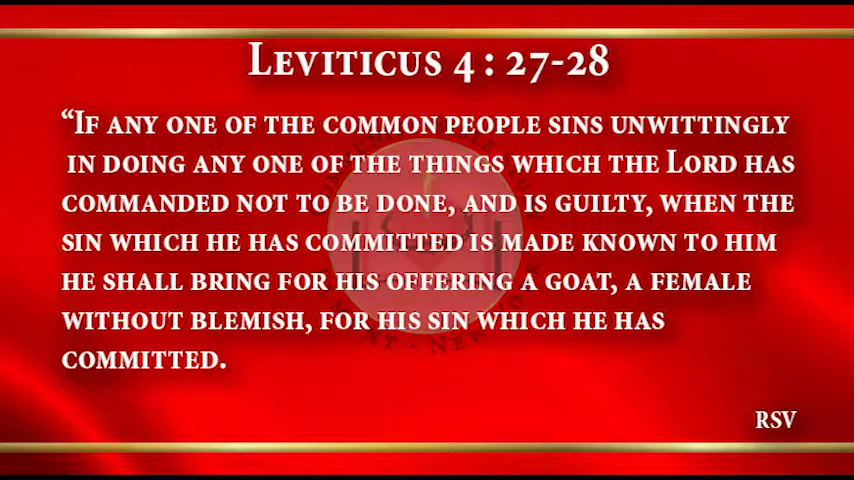 Leviticus 4 : 27-28
“If any one of the common people sins unwittingly
in doing any one of the things which the Lord has
commanded not to be done, and is guilty, when the
sin which he has committed is made known to him
he shall bring for his offering a goat, a female
without blemish, for his sin which he has
committed.
RSV